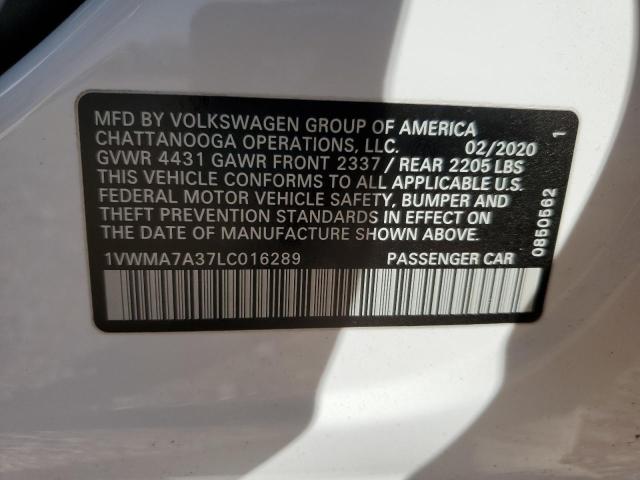 MFD BY VOLKSWAGEN GROUP OF AMERICA
CHATTANOOGA OPERATIONS, LLC. 02/2020
GVWR 4431 GAWR FRONT 2337 / REAR 2205 LBS
THIS VEHICLE CONFORMS TO ALL APPLICABLE U.S.
FEDERAL MOTOR VEHICLE SAFETY, BUMPER AND
THEFT PREVENTION STANDARDS IN EFFECT ON
THE DATE OF MANUFACTURE SHOWN ABOVE.
1VWMA7A37LC016289 PASSENGER CAR
0850562 1